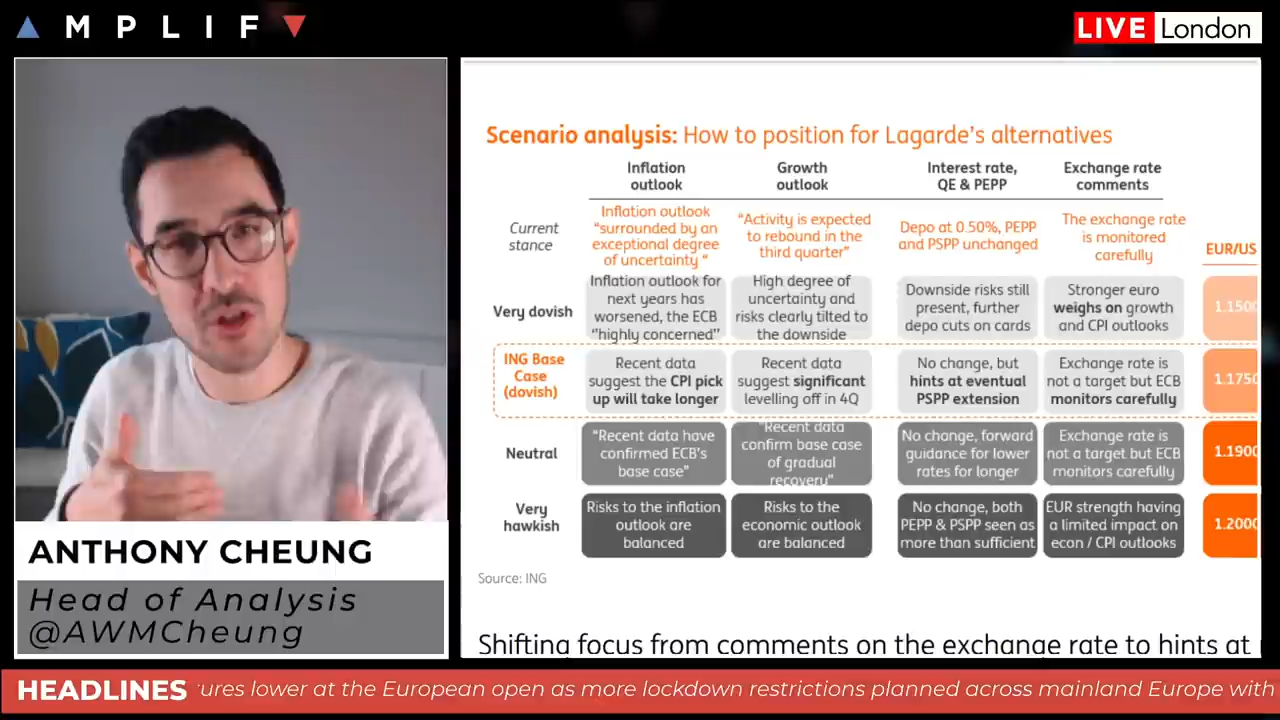 AMPLIFY
LIVE London
ANTHONY CHEUNG
Head of Analysis
@AWMCheung
Scenario analysis: How to position for Lagarde's alternatives
Inflation
outlook
Growth
outlook
Interest rate,
QE & PEPP
Exchange rate
comments
Current
stance
Inflation outlook
"surrounded by an
exceptional degree
of uncertainty "
"Activity is expected
to rebound in the
third quarter"
Depo at 0.50%, PEPP
and PSPP unchanged
The exchange rate
is monitored
carefully
EUR/US
Very dovish
Inflation outlook for
next years has
worsened, the ECB
"highly concerned"
High degree of
uncertainty and
risks clearly tilted to
the downside
Downside risks still
present, further
depo cuts on cards
Stronger euro
weighs on growth
and CPI outlooks
1.1500
ING Base
Case
(dovish)
Recent data
suggest the CPI pick
up will take longer
Recent data
suggest significant
levelling off in 4Q
No change, but
hints at eventual
PSPP extension
Exchange rate is
not a target but ECB
monitors carefully
1.1750
Neutral
"Recent data have
confirmed ECB's
base case"
"Recent data
confirm base case
of gradual
recovery"
No change, forward
guidance for lower
rates for longer
Exchange rate is
not a target but ECB
monitors carefully
1.1900
Very
hawkish
Risks to the inflation
outlook are
balanced
Risks to the
economic outlook
are balanced
No change, both
PEPP & PSPP seen as
more than sufficient
EUR strength having
a limited impact on
econ / CPI outlooks
1.2000
Source: ING
Shifting focus from comments on the exchange rate to hints at
HEADLINES ures lower at the European open as more lockdown restrictions planned across mainland Europe with